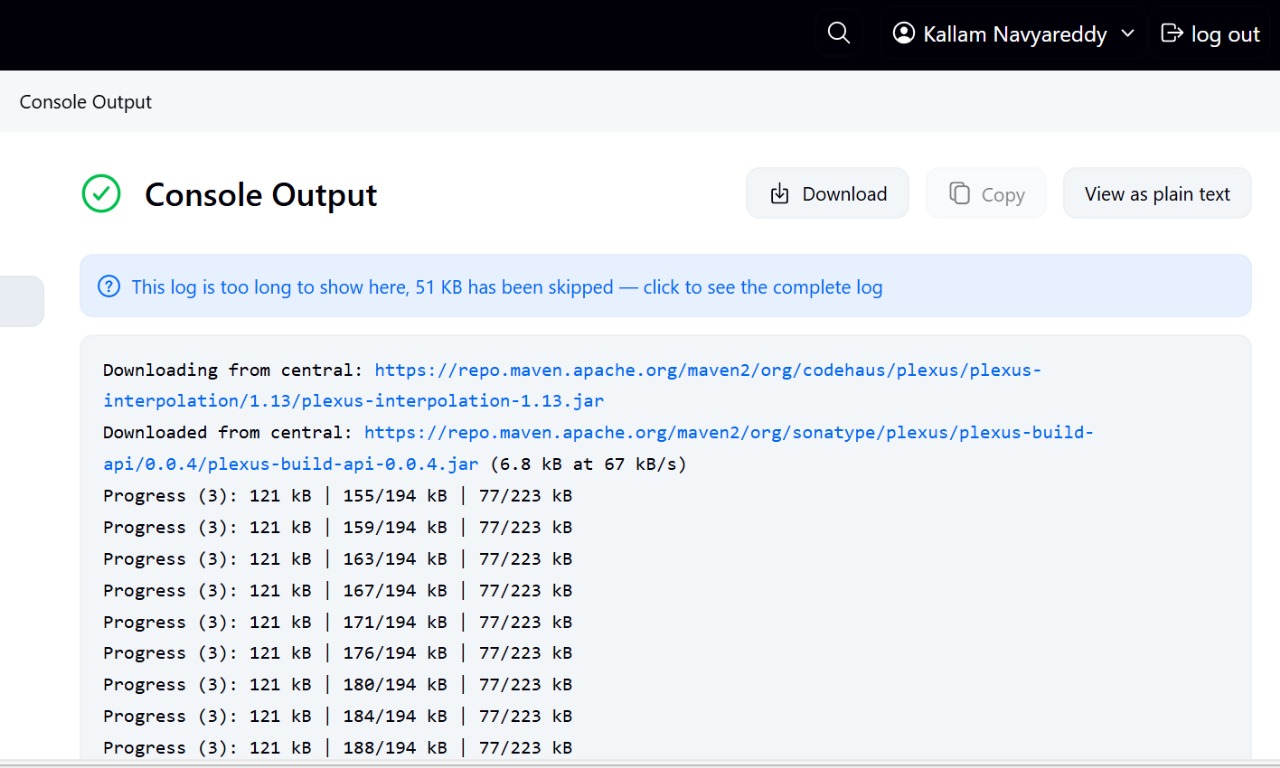 Kallam Navyareddy log out
Console Output
Console Output Download Copy View as plain text
This log is too long to show here, 51 KB has been skipped — click to see the complete log
Downloading from central: https://repo.maven.apache.org/maven2/org/codehaus/plexus/plexus-
interpolation/1.13/plexus-interpolation-1.13.jar
Downloaded from central: https://repo.maven.apache.org/maven2/org/sonatype/plexus/plexus-build-
api/0.0.4/plexus-build-api-0.0.4.jar (6.8 kB at 67 kB/s)
Progress (3): 121 kB | 155/194 kB | 77/223 kB
Progress (3): 121 kB | 159/194 kB | 77/223 kB
Progress (3): 121 kB | 163/194 kB | 77/223 kB
Progress (3): 121 kB | 167/194 kB | 77/223 kB
Progress (3): 121 kB | 171/194 kB | 77/223 kB
Progress (3): 121 kB | 176/194 kB | 77/223 kB
Progress (3): 121 kB | 180/194 kB | 77/223 kB
Progress (3): 121 kB | 184/194 kB | 77/223 kB
Progress (3): 121 kB | 188/194 kB | 77/223 kB